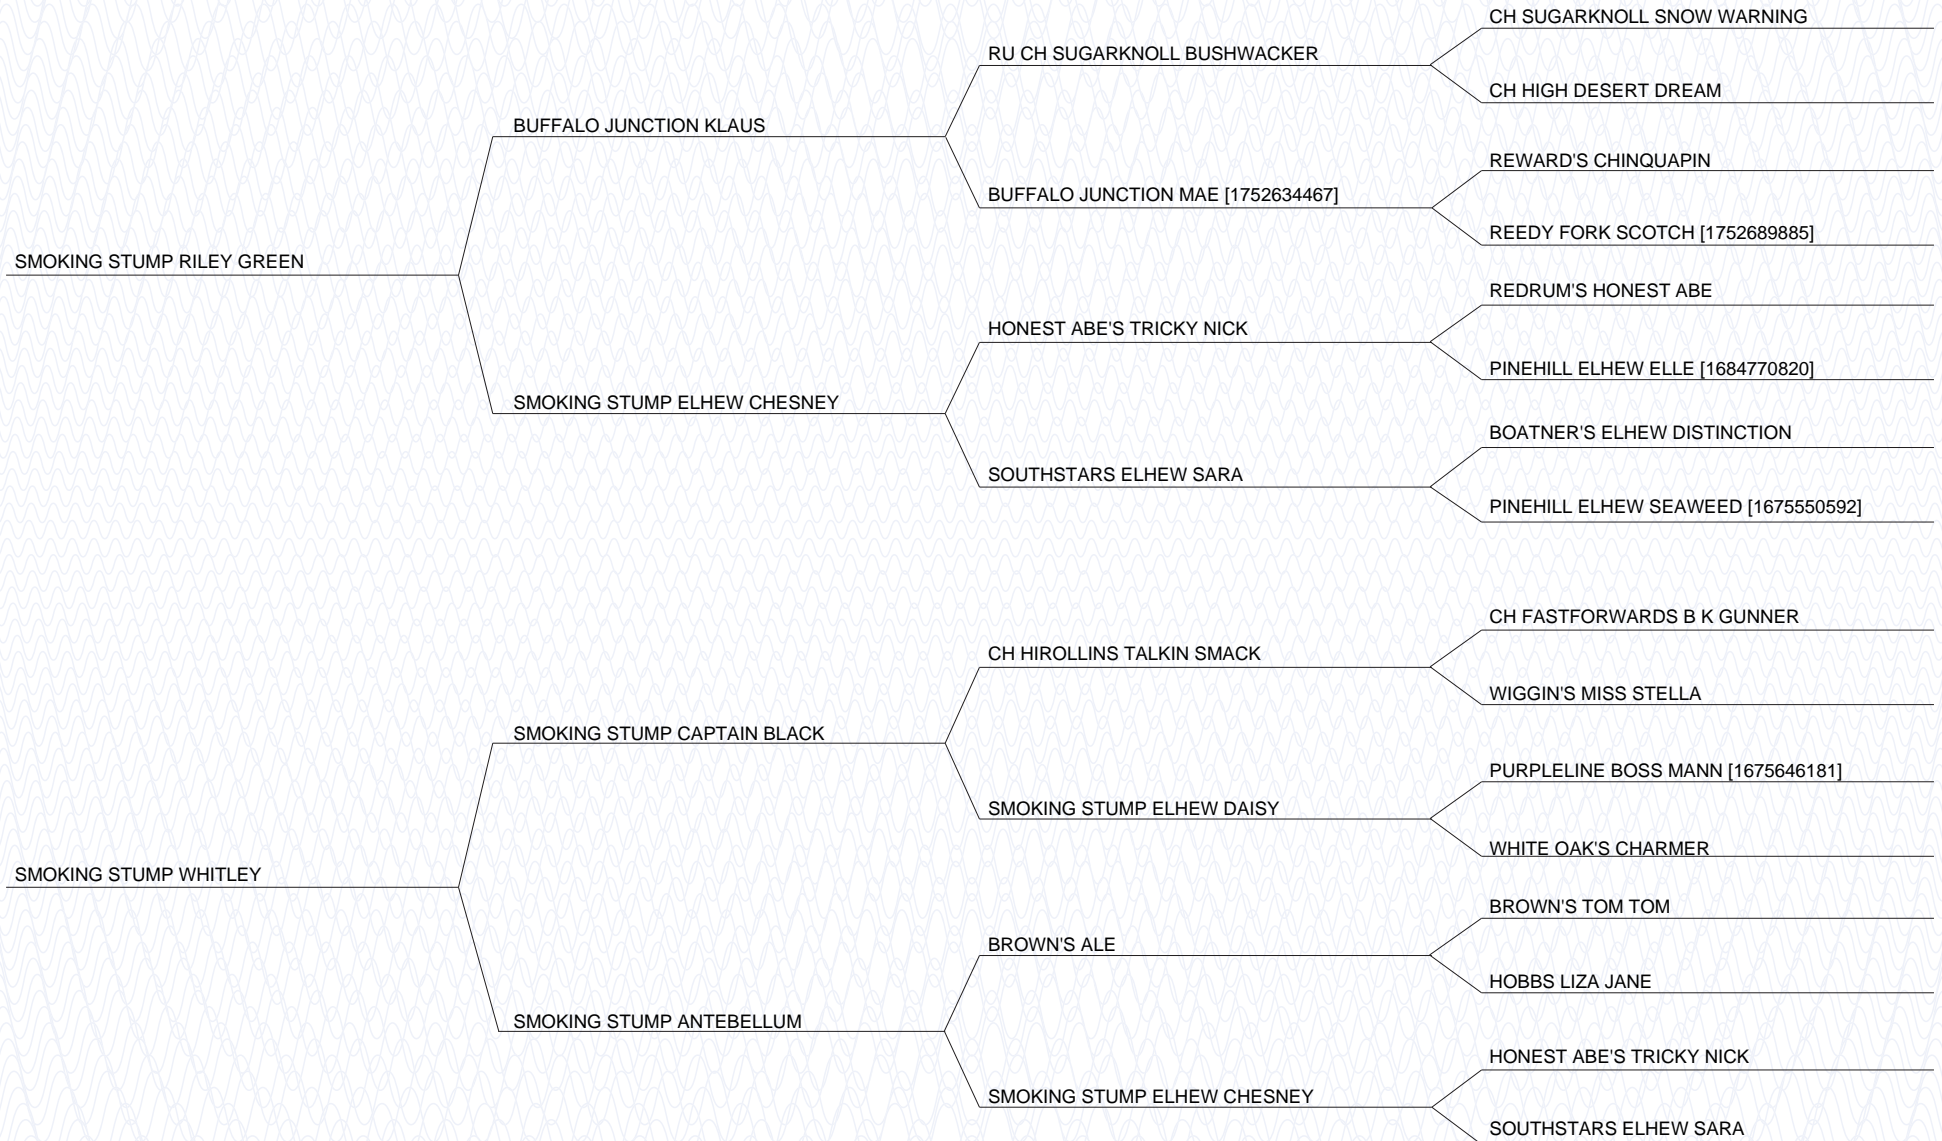 CH SUGARKNOLL SNOW WARNING
RU CH SUGARKNOLL BUSHWACKER
CH HIGH DESERT DREAM
BUFFALO JUNCTION KLAUS
REWARD'S CHINQUAPIN
BUFFALO JUNCTION MAE [1752634467]
REEDY FORK SCOTCH [1752689885]
SMOKING STUMP RILEY GREEN
REDRUM'S HONEST ABE
HONEST ABE'S TRICKY NICK
PINEHILL ELHEW ELLE [1684770820]
SMOKING STUMP ELHEW CHESNEY
BOATNER'S ELHEW DISTINCTION
SOUTHSTARS ELHEW SARA
PINEHILL ELHEW SEAWEED [1675550592]
CH FASTFORWARDS B K GUNNER
CH HIROLLINS TALKIN SMACK
WIGGIN'S MISS STELLA
SMOKING STUMP CAPTAIN BLACK
PURPLELINE BOSS MANN [1675646181]
SMOKING STUMP ELHEW DAISY
WHITE OAK'S CHARMER
SMOKING STUMP WHITLEY
BROWN'S TOM TOM
BROWN'S ALE
HOBBS LIZA JANE
SMOKING STUMP ANTEBELLUM
HONEST ABE'S TRICKY NICK
SMOKING STUMP ELHEW CHESNEY
SOUTHSTARS ELHEW SARA